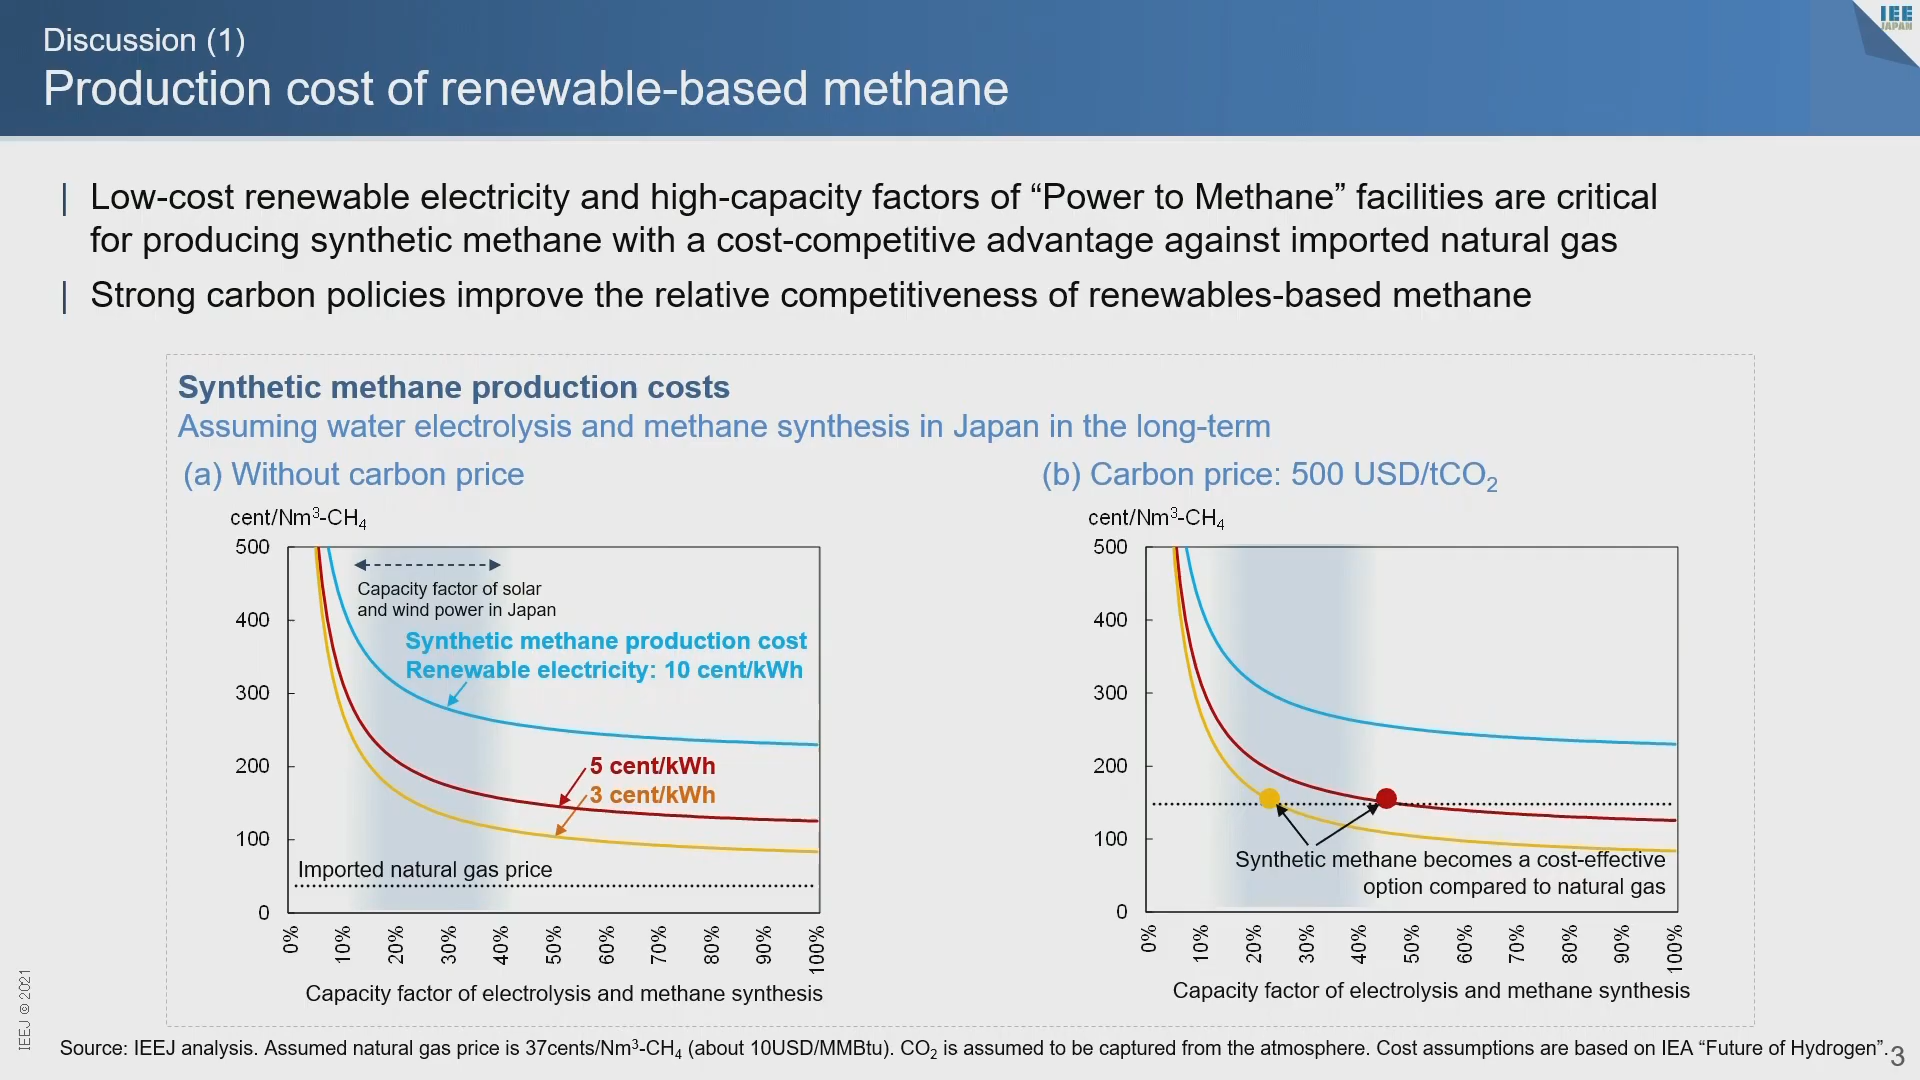 Discussion (1)
Production cost of renewable-based methane
IEE
JAPAN
| Low-cost renewable electricity and high-capacity factors of “Power to Methane” facilities are critical
for producing synthetic methane with a cost-competitive advantage against imported natural gas
| Strong carbon policies improve the relative competitiveness of renewables-based methane
Synthetic methane production costs
Assuming water electrolysis and methane synthesis in Japan in the long-term
(a) Without carbon price
cent/Nm³-CH₄
500
400
300
200
100
0
Capacity factor of solar
and wind power in Japan
Synthetic methane production cost
Renewable electricity: 10 cent/kWh
5 cent/kWh
3 cent/kWh
Imported natural gas price
0% 10% 20% 30% 40% 50% 60% 70% 80% 90% 100%
Capacity factor of electrolysis and methane synthesis
(b) Carbon price: 500 USD/tCO₂
cent/Nm³-CH₄
500
400
300
200
100
0
Synthetic methane becomes a cost-effective
option compared to natural gas
0% 10% 20% 30% 40% 50% 60% 70% 80% 90% 100%
Capacity factor of electrolysis and methane synthesis
IEEJ © 2021
Source: IEEJ analysis. Assumed natural gas price is 37cents/Nm³-CH₄ (about 10USD/MMBtu). CO₂ is assumed to be captured from the atmosphere. Cost assumptions are based on IEA “Future of Hydrogen”.
3